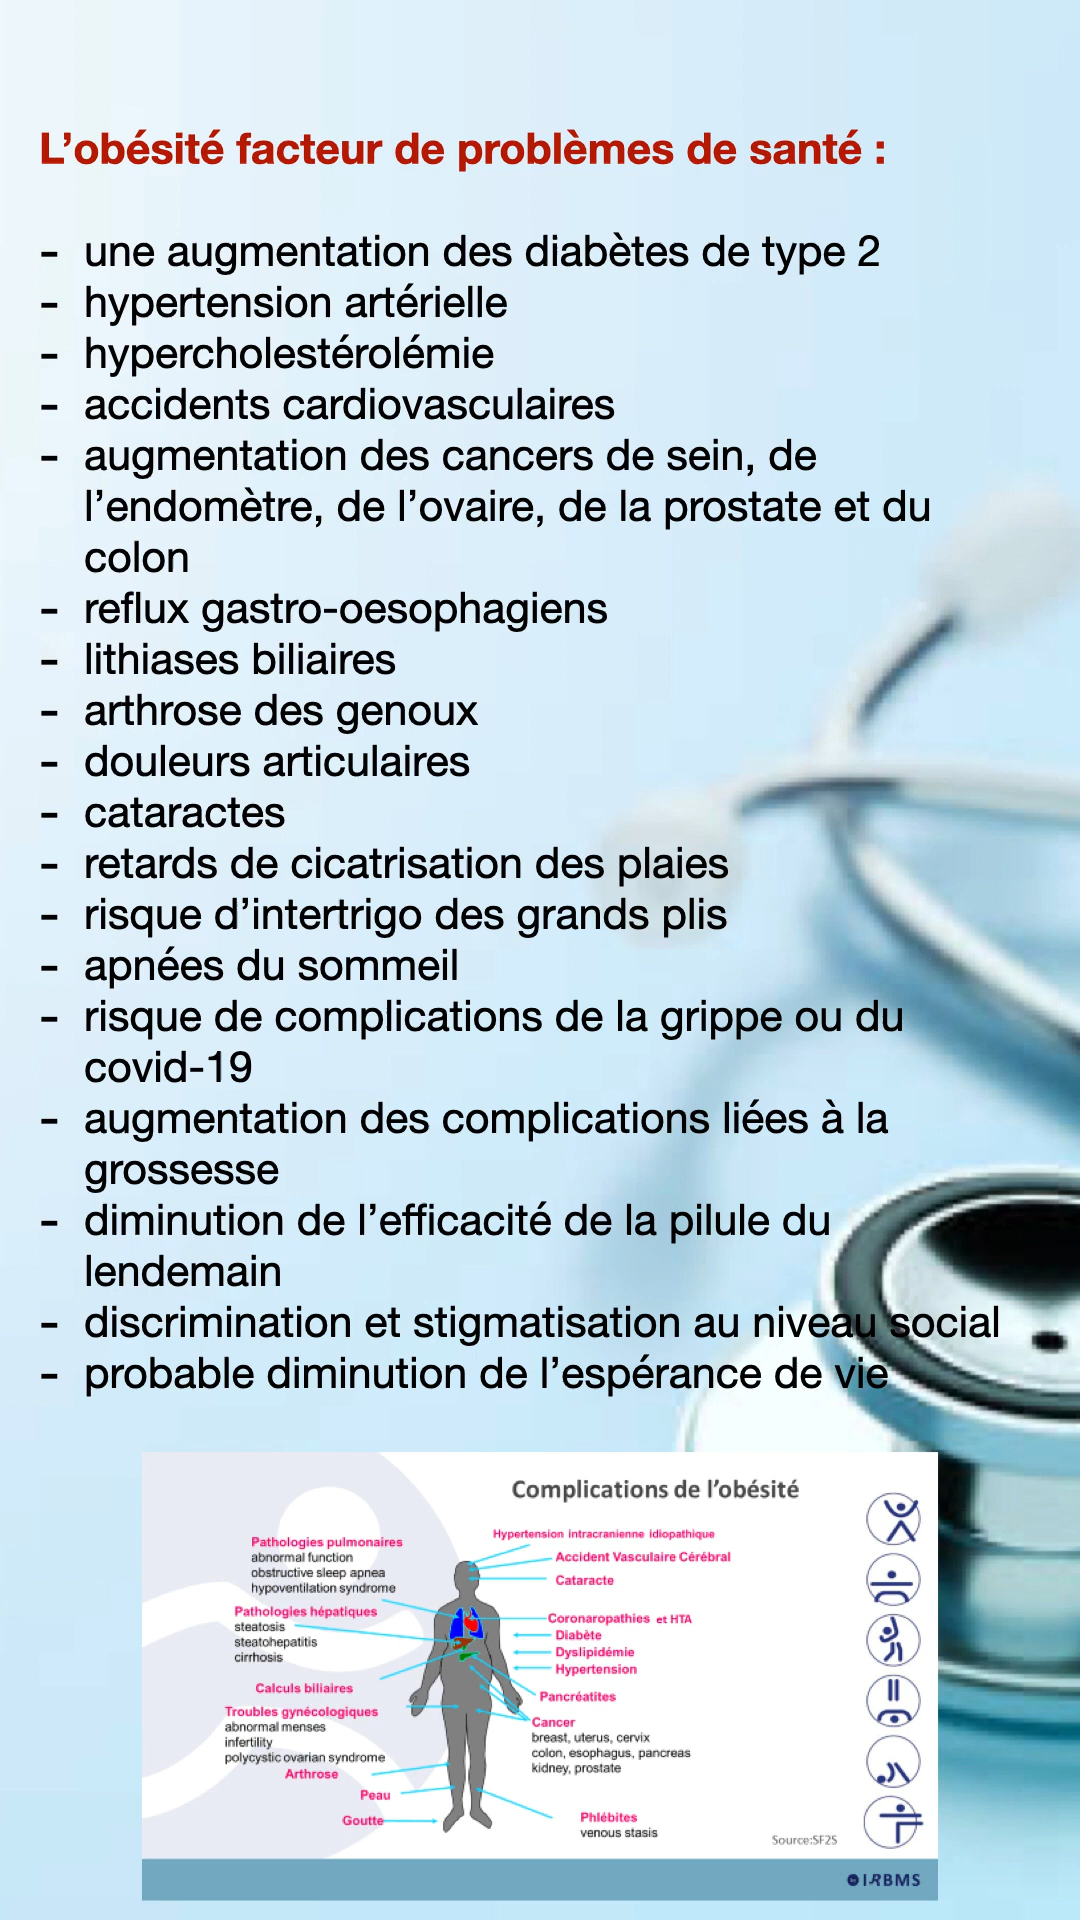 L’obésité facteur de problèmes de santé :
- une augmentation des diabètes de type 2
- hypertension artérielle
- hypercholestérolémie
- accidents cardiovasculaires
- augmentation des cancers de sein, de
l’endomètre, de l’ovaire, de la prostate et du
colon
- reflux gastro-oesophagiens
- lithiases biliaires
- arthrose des genoux
- douleurs articulaires
- cataractes
- retards de cicatrisation des plaies
- risque d’intertrigo des grands plis
- apnées du sommeil
- risque de complications de la grippe ou du
covid-19
- augmentation des complications liées à la
grossesse
- diminution de l’efficacité de la pilule du
lendemain
- discrimination et stigmatisation au niveau social
- probable diminution de l’espérance de vie
Complications de l’obésité
Pathologies pulmonaires
abnormal function
obstructive sleep apnea
hypoventilation syndrome
Pathologies hépatiques
steatosis
steatohepatitis
cirrhosis
Calculs biliaires
Troubles gynécologiques
abnormal menses
infertility
polycystic ovarian syndrome
Arthrose
Peau
Goutte
Hypertension intracranienne idiopathique
Accident Vasculaire Cérébral
Cataracte
Coronaropathies et HTA
Diabète
Dyslipidémie
Hypertension
Pancréatites
Cancer
breast, uterus, cervix
colon, esophagus, pancreas
kidney, prostate
Phlébites
venous stasis
Source:SF2S
IRBMS